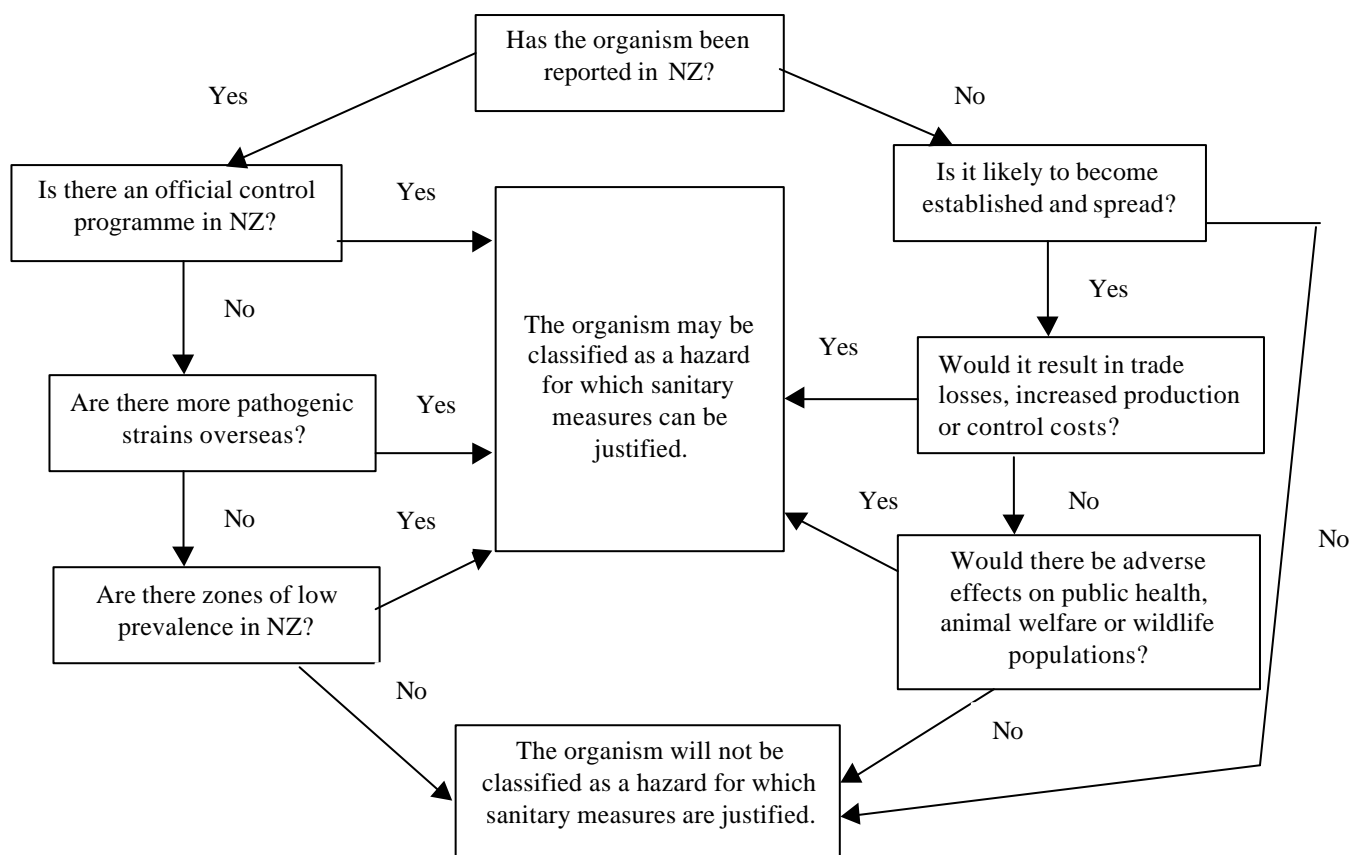 Has the organism been
reported in NZ?
Yes
No
Is there an official control
programme in NZ?
Yes
Is it likely to become
established and spread?
No
Yes
The organism may be
classified as a hazard
for which sanitary
measures can be
justified.
Yes
Would it result in trade
losses, increased production
or control costs?
Are there more pathogenic
strains overseas?
Yes
No
Yes
Yes
No
No
Are there zones of low
prevalence in NZ?
Would there be adverse
effects on public health,
animal welfare or wildlife
populations?
No
No
The organism will not be
classified as a hazard for which
sanitary measures are justified.